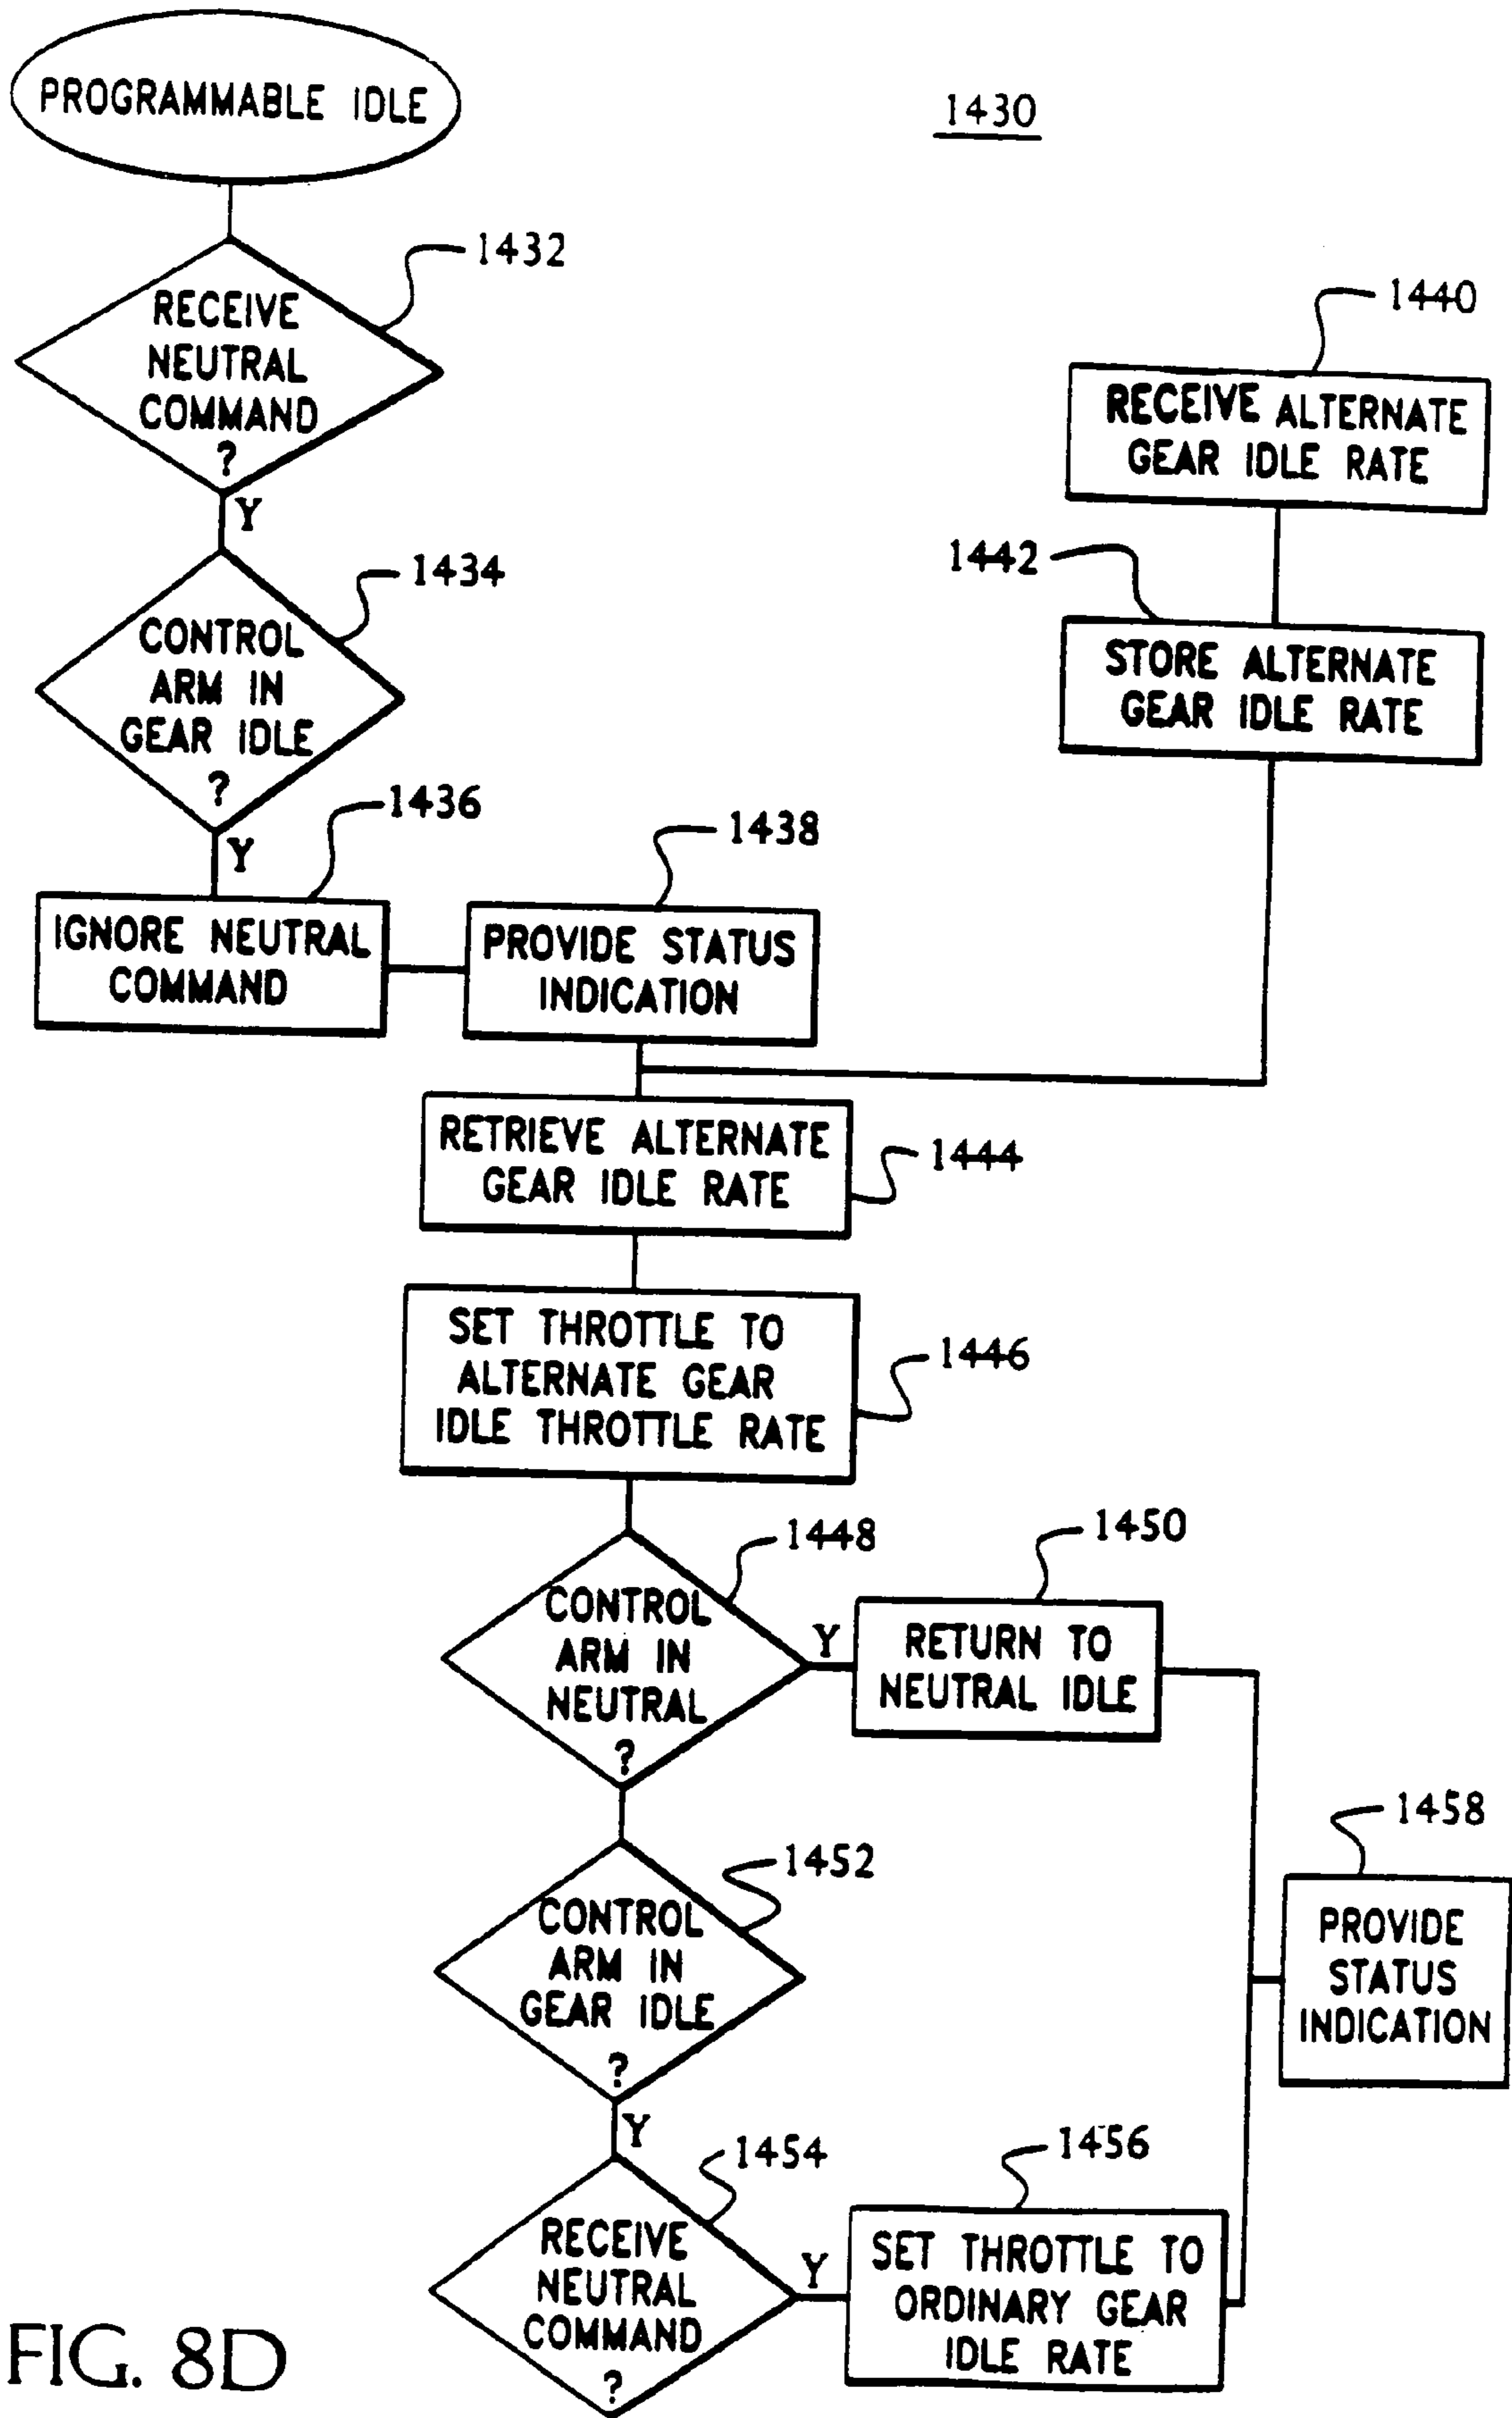 PROGRAMMABLE IDLE
1430
1432
RECEIVE
NEUTRAL
COMMAND
?
Y
1434
CONTROL
ARM IN
GEAR IDLE
?
Y
1436
IGNORE NEUTRAL
COMMAND
1438
PROVIDE STATUS
INDICATION
1440
RECEIVE ALTERNATE
GEAR IDLE RATE
1442
STORE ALTERNATE
GEAR IDLE RATE
RETRIEVE ALTERNATE
GEAR IDLE RATE
1444
SET THROTTLE TO
ALTERNATE GEAR
IDLE THROTTLE RATE
1446
1448
CONTROL
ARM IN
NEUTRAL
?
Y
1450
RETURN TO
NEUTRAL IDLE
1452
CONTROL
ARM IN
GEAR IDLE
?
Y
1454
RECEIVE
NEUTRAL
COMMAND
?
Y
1456
SET THROTTLE TO
ORDINARY GEAR
IDLE RATE
1458
PROVIDE
STATUS
INDICATION
FIG. 8D